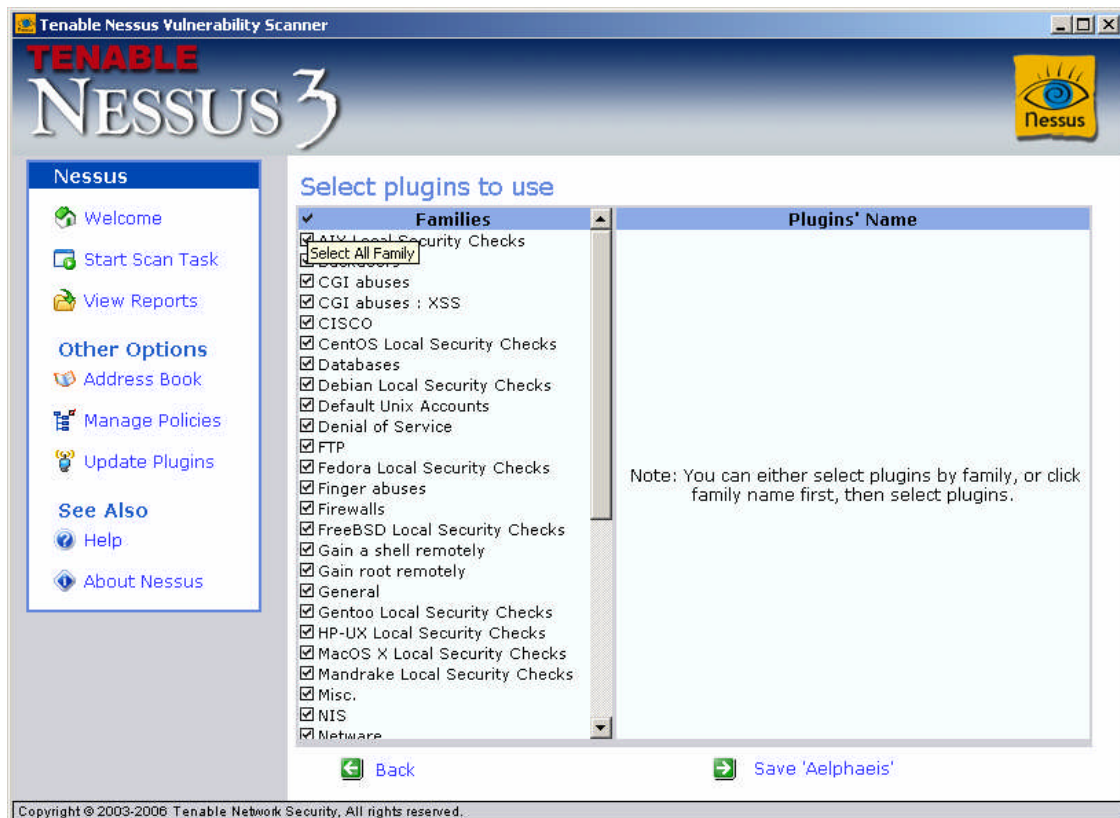 Tenable Nessus Vulnerability Scanner
TENABLE
NESSUS 3
Nessus
Nessus
Welcome
Start Scan Task
View Reports
Other Options
Address Book
Manage Policies
Update Plugins
See Also
Help
About Nessus
Select plugins to use
Families
AIX Local Security Checks
Select All Family
CGI abuses
CGI abuses : XSS
CISCO
CentOS Local Security Checks
Databases
Debian Local Security Checks
Default Unix Accounts
Denial of Service
FTP
Fedora Local Security Checks
Finger abuses
Firewalls
FreeBSD Local Security Checks
Gain a shell remotely
Gain root remotely
General
Gentoo Local Security Checks
HP-UX Local Security Checks
MacOS X Local Security Checks
Mandrake Local Security Checks
Misc.
NIS
Netware
Plugins' Name
Note: You can either select plugins by family, or click
family name first, then select plugins.
Back
Save 'Aelphaeis'
Copyright © 2003-2006 Tenable Network Security, All rights reserved.